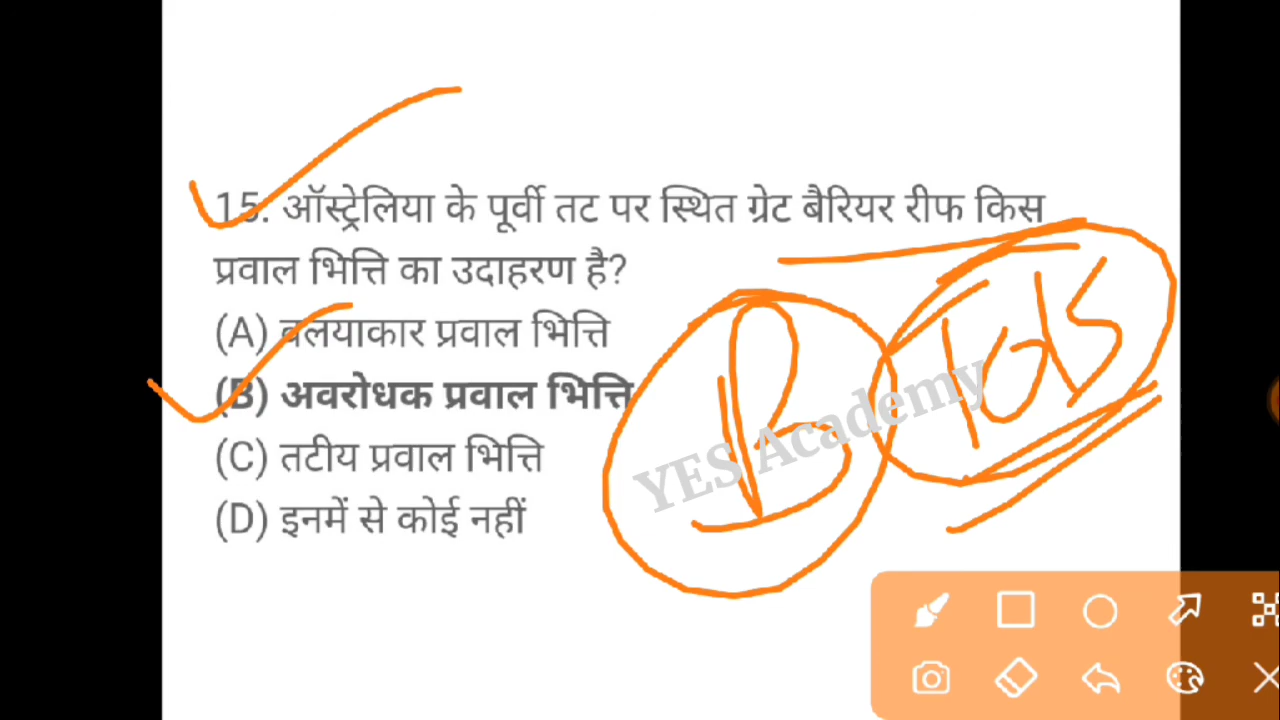 15. ऑस्ट्रेलिया के पूर्वी तट पर स्थित ग्रेट बैरियर रीफ किस
प्रवाल भित्ति का उदाहरण है?
(A) वलयाकार प्रवाल भित्ति
(B) अवरोधक प्रवाल भित्ति
(C) तटीय प्रवाल भित्ति
(D) इनमें से कोई नहीं
B
YES Academy